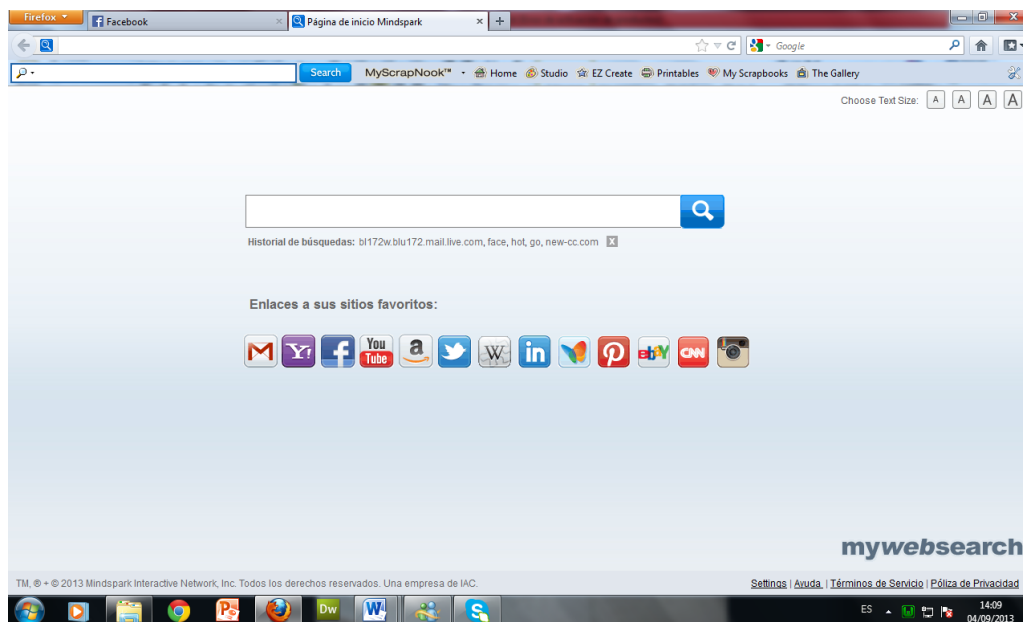 Firefox
Facebook
Página de inicio Mindspark
Google
Search MyScrapNook™ Home Studio EZ Create Printables My Scrapbooks The Gallery
Choose Text Size: A A A A
Historial de búsquedas: bl172w.blu172.mail.live.com, face, hot, go, new-cc.com X
Enlaces a sus sitios favoritos:
M Y! f You Tube a W in P ebY CNN
mywebsearch
TM, ® + © 2013 Mindspark Interactive Network, Inc. Todos los derechos reservados. Una empresa de IAC.
Settings | Ayuda | Términos de Servicio | Póliza de Privacidad
P Dw W S ES 14:09
04/09/2013